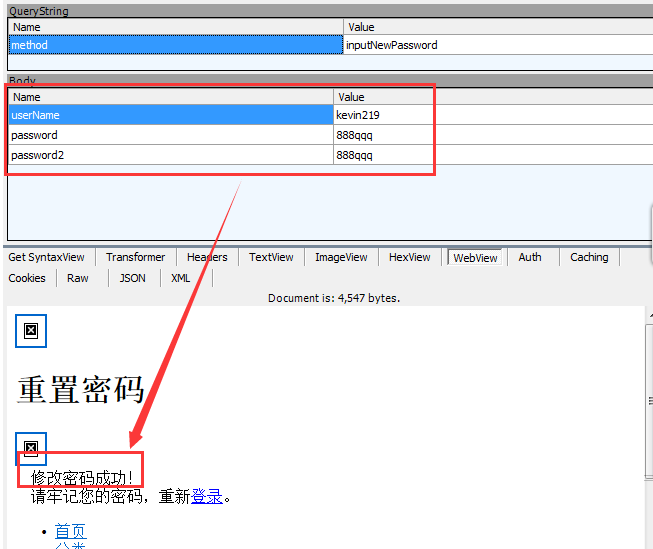 QueryString
Name Value
method inputNewPassword
Body
Name Value
userName kevin219
password 888qqq
password2 888qqq
Get SyntaxView Transformer Headers TextView ImageView HexView WebView Auth Caching
Cookies Raw JSON XML
Document is: 4,547 bytes.
重置密码
修改密码成功!
请牢记您的密码，重新登录。
首页